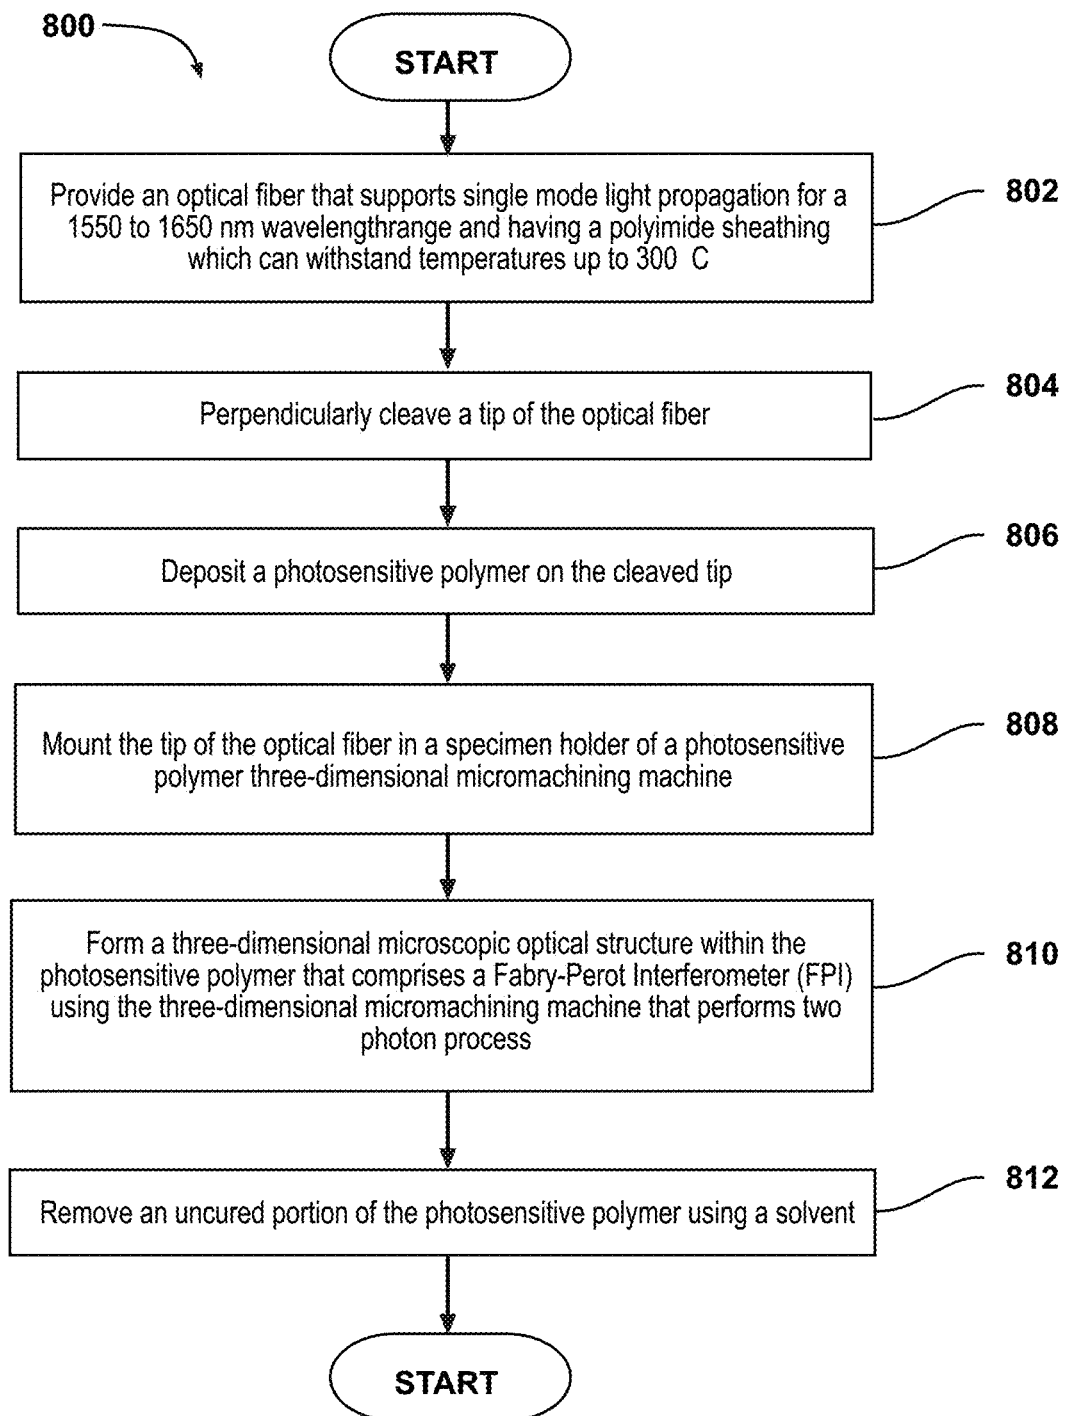 800
START
Provide an optical fiber that supports single mode light propagation for a
1550 to 1650 nm wavelengthrange and having a polyimide sheathing
which can withstand temperatures up to 300 C
802
Perpendicularly cleave a tip of the optical fiber
804
Deposit a photosensitive polymer on the cleaved tip
806
Mount the tip of the optical fiber in a specimen holder of a photosensitive
polymer three-dimensional micromachining machine
808
Form a three-dimensional microscopic optical structure within the
photosensitive polymer that comprises a Fabry-Perot Interferometer (FPI)
using the three-dimensional micromachining machine that performs two
photon process
810
Remove an uncured portion of the photosensitive polymer using a solvent
812
START